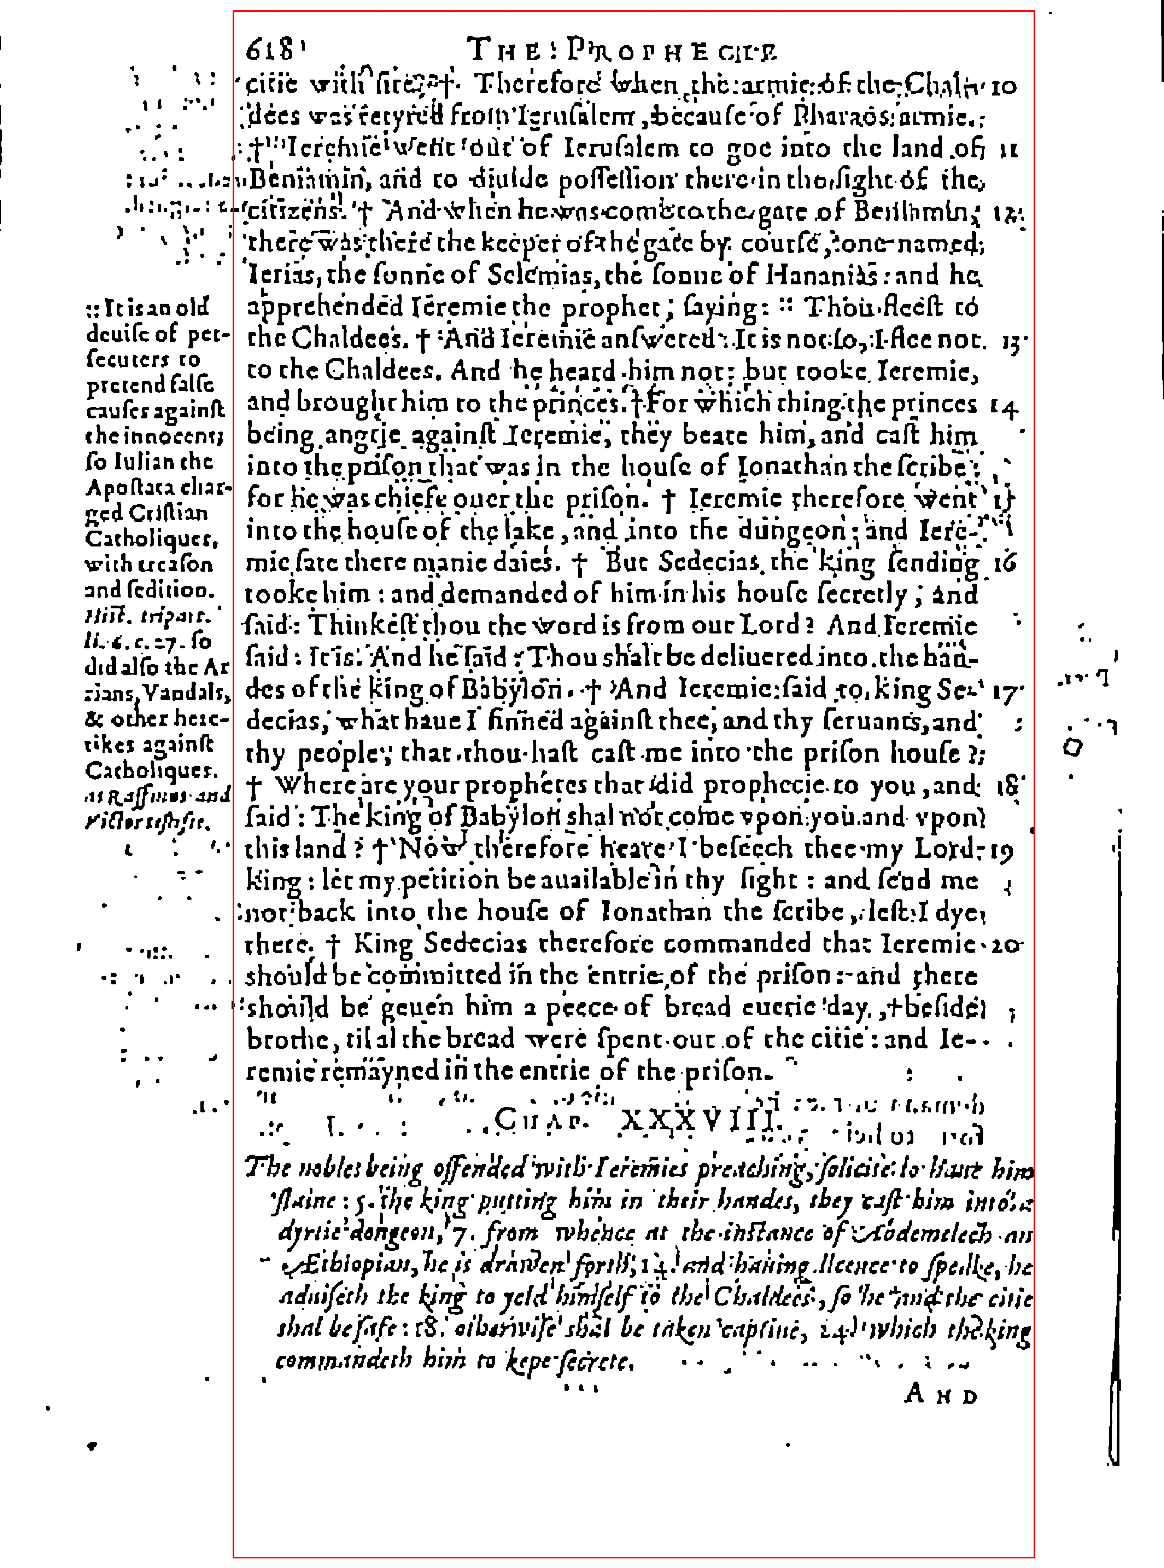 618 THE PROPHECIE
citie with fire. † Therefore when the armie of the Chal- 10
dees was retyred from Ierusalem, because of Pharaos armie.
† Ieremie went out of Ierusalem to goe into the land of 11
Beniamin, and to diuide possession there in the sight of the
citizens. † And when he was come to the gate of Beniamin, 12
there was there the keeper of the gate by course, one named
Ierias, the sonne of Selemias, the sonne of Hananias: and he
apprehended Ieremie the prophet, saying: :: Thou fleest to
the Chaldees. † And Ieremie answered: It is not so, I flee not 13
to the Chaldees. And he heard him not: but tooke Ieremie,
and brought him to the princes. † For which thing the princes 14
being angrie against Ieremie, they beate him, and cast him
into the prison that was in the house of Ionathan the scribe:
for he was chiefe ouer the prison. † Ieremie therefore went 15
into the house of the lake, and into the dungeon: and Iere-
mie sate there manie daies. † But Sedecias the king sending 16
tooke him: and demanded of him in his house secretly, and
said: Thinkest thou the word is from our Lord? And Ieremie
said: It is. And he said: Thou shalt be deliuered into the han-
des of the king of Babylon. † And Ieremie said to king Se- 17
decias, what haue I sinned against thee, and thy seruants, and
thy people, that thou hast cast me into the prison house?
† Where are your prophetes that did prophecie to you, and 18
said: The king of Babylon shal not come vpon you and vpon
this land? † Now therefore heare I beseech thee my Lord 19
king: let my petition be auailable in thy sight: and send me
not back into the house of Ionathan the scribe, lest I dye
there. † King Sedecias therefore commanded that Ieremie 20
should be committed in the entrie of the prison: and there
should be geuen him a peece of bread euerie day, † beside
brothe, til al the bread were spent out of the citie: and Ie-
remie remayned in the entrie of the prison.
:: It is an old
deuise of per-
secuters to
pretend false
causes against
the innocent;
so Iulian the
Apostata char-
ged Cristian
Catholiques,
with treason
and sedition.
Hist. tripart.
li. 6. c. 27. so
did also the Ar
rians, Vandals,
& other here-
tikes against
Catholiques.
as Ruffinus and
Victor testifie.
CHAP. XXXVIII.
The nobles being offended with Ieremies preaching, solicite to haue him
slaine: 5. the king putting him in their handes, they cast him into a
dyrtie dongeon, 7. from whence at the instance of Abdemelech an
Æthiopian, he is drawen forth, 14. and hauing licence to speake, he
aduiseth the king to yeld himself to the Chaldees, so he and the citie
shal be safe: 18. otherwise shal be taken captiue, 24. which the king
commandeth him to kepe secrete.
AND